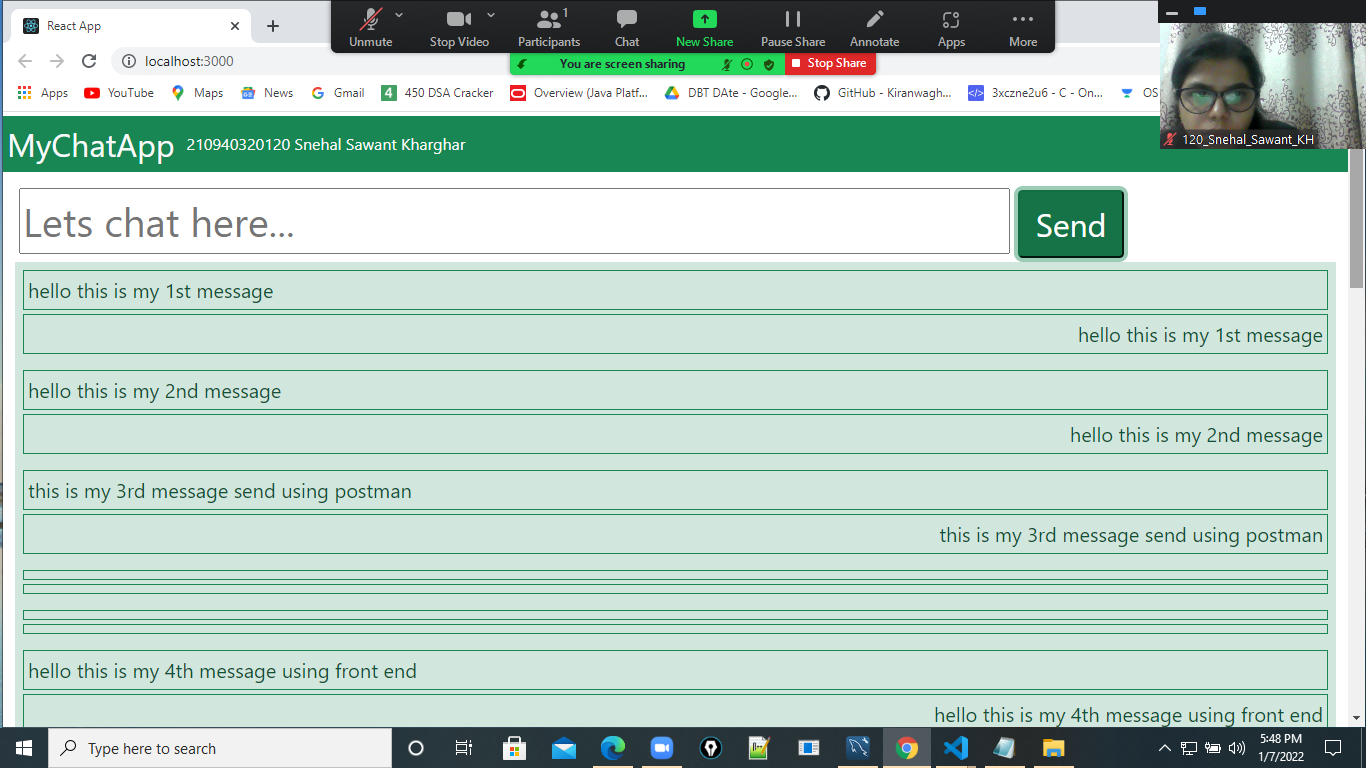 React App
1
Unmute
Stop Video
Participants
Chat
New Share
Pause Share
Annotate
Apps
More
localhost:3000
You are screen sharing
Stop Share
Apps
YouTube
Maps
News
Gmail
4
450 DSA Cracker
Overview (Java Platf...
DBT DAte - Google...
GitHub - Kiranwagh...
3xczne2u6 - C - On...
OS
120_Snehal_Sawant_KH
MyChatApp
210940320120 Snehal Sawant Kharghar
Lets chat here...
Send
hello this is my 1st message
hello this is my 1st message
hello this is my 2nd message
hello this is my 2nd message
this is my 3rd message send using postman
this is my 3rd message send using postman
hello this is my 4th message using front end
hello this is my 4th message using front end
Type here to search
5:48 PM
1/7/2022